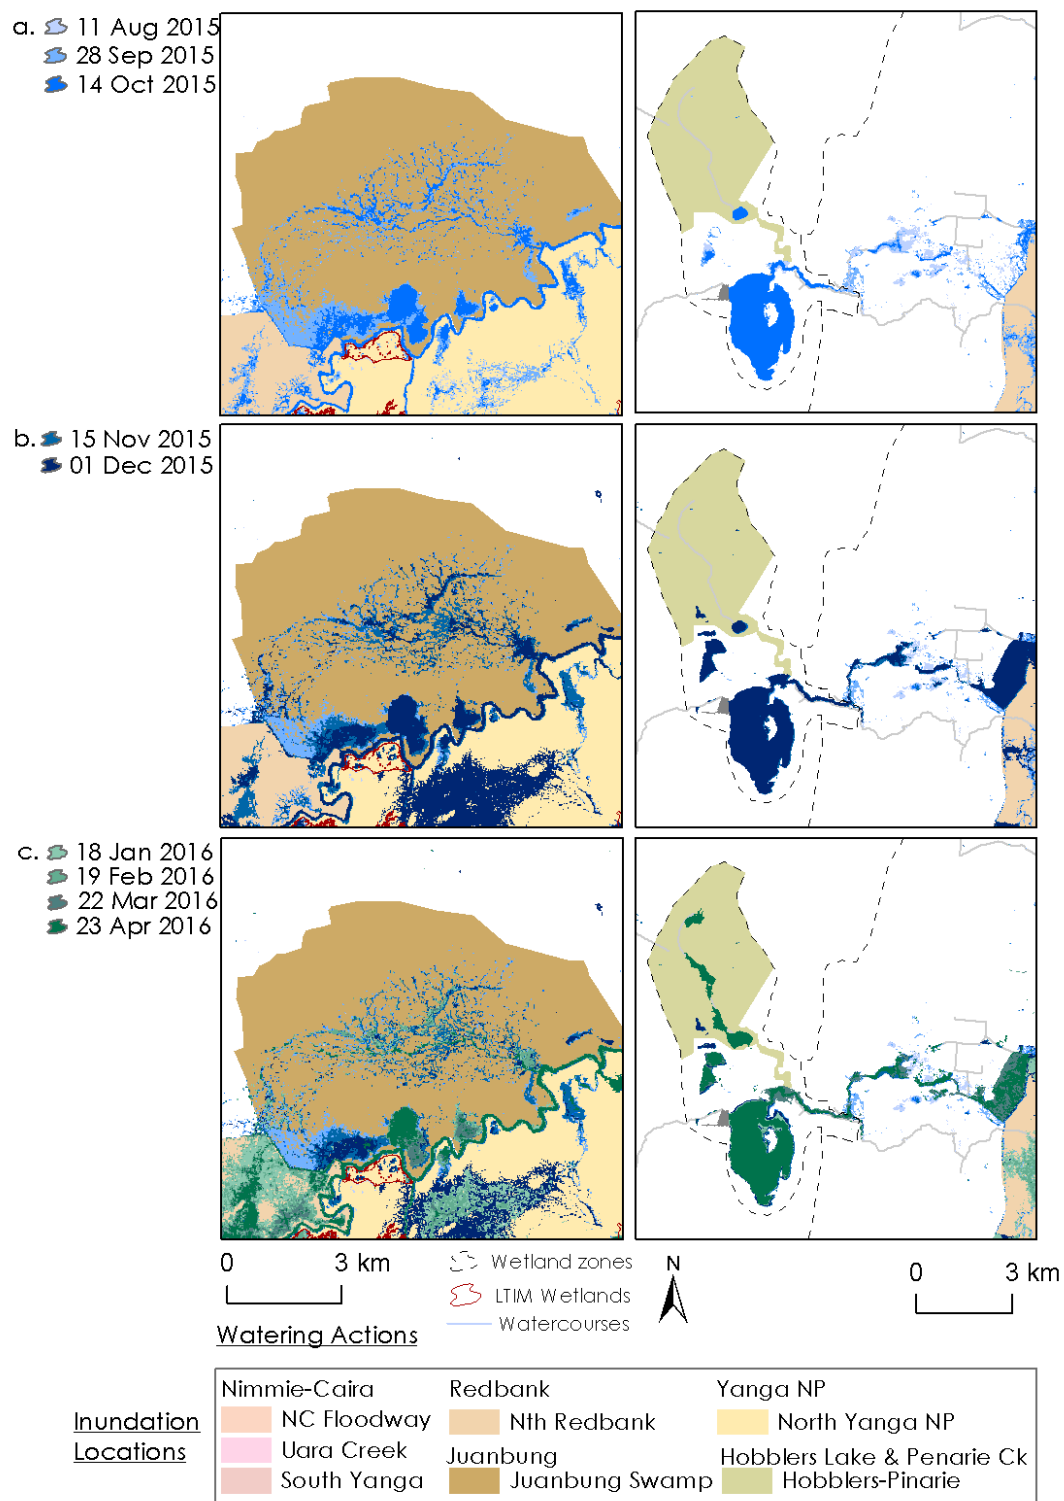 a. 11 Aug 2015
28 Sep 2015
14 Oct 2015
b. 15 Nov 2015
01 Dec 2015
c. 18 Jan 2016
19 Feb 2016
22 Mar 2016
23 Apr 2016
0 3 km
Wetland zones
LTIM Wetlands
Watercourses
N
0 3 km
Watering Actions
Inundation Locations
Nimmie-Caira
NC Floodway
Uara Creek
South Yanga
Redbank
Nth Redbank
Juanbung
Juanbung Swamp
Yanga NP
North Yanga NP
Hobblers Lake & Penarie Ck
Hobblers-Pinarie